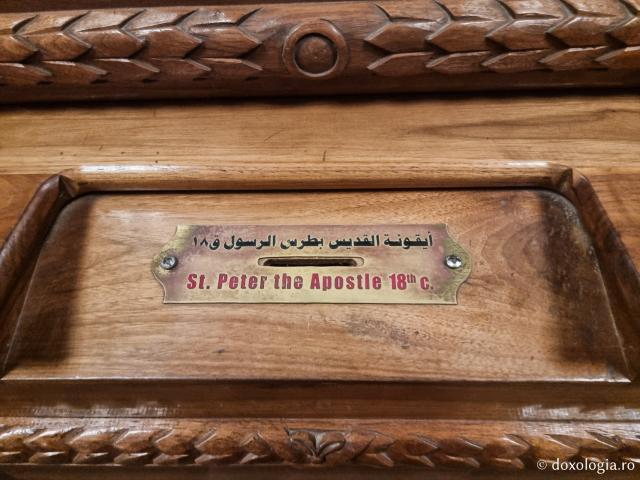 أيقونة القديس بطرس الرسول ق١٨
St. Peter the Apostle 18th c.
© doxologia.ro